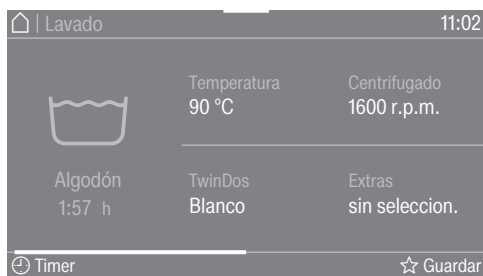 | Lavado 11:02
Temperatura Centrifugado
90 °C 1600 r.p.m.
Algodón TwinDos Extras
1:57 h Blanco sin seleccion.
Timer Guardar